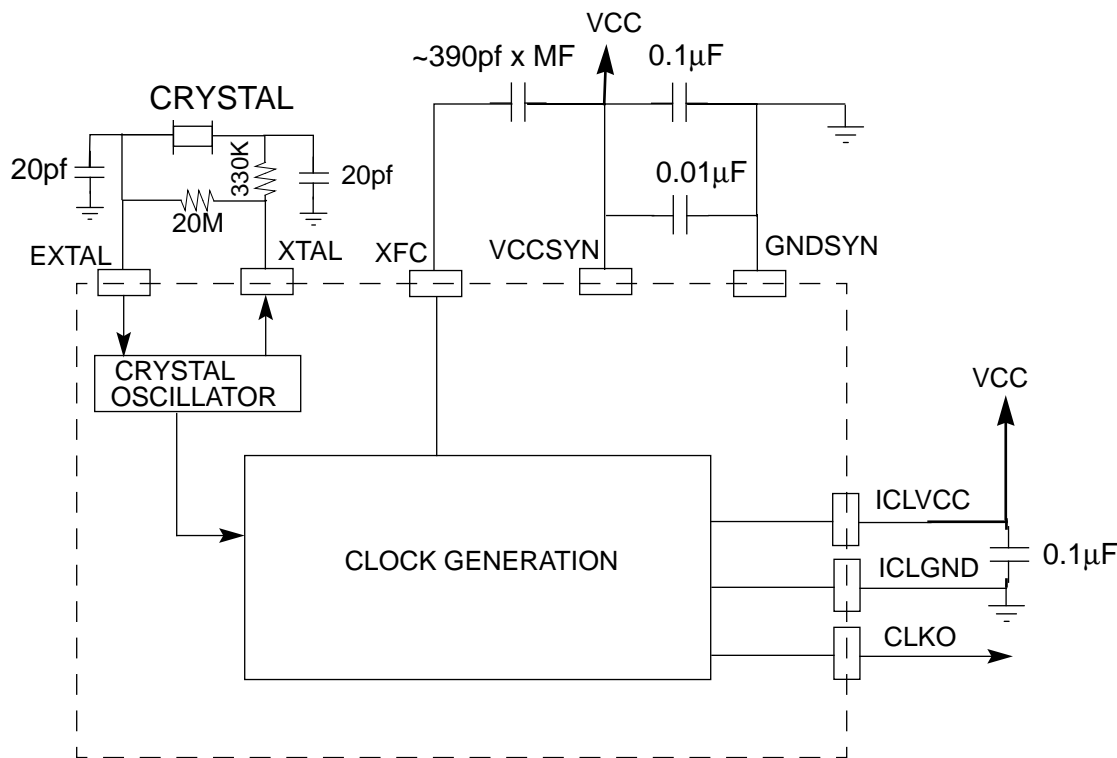 VCC
~390pf x MF
0.1µF
CRYSTAL
20pf
330K
20pf
0.01µF
20M
EXTAL
XTAL
XFC
VCCSYN
GNDSYN
CRYSTAL
OSCILLATOR
VCC
ICLVCC
CLOCK GENERATION
0.1µF
ICLGND
CLKO